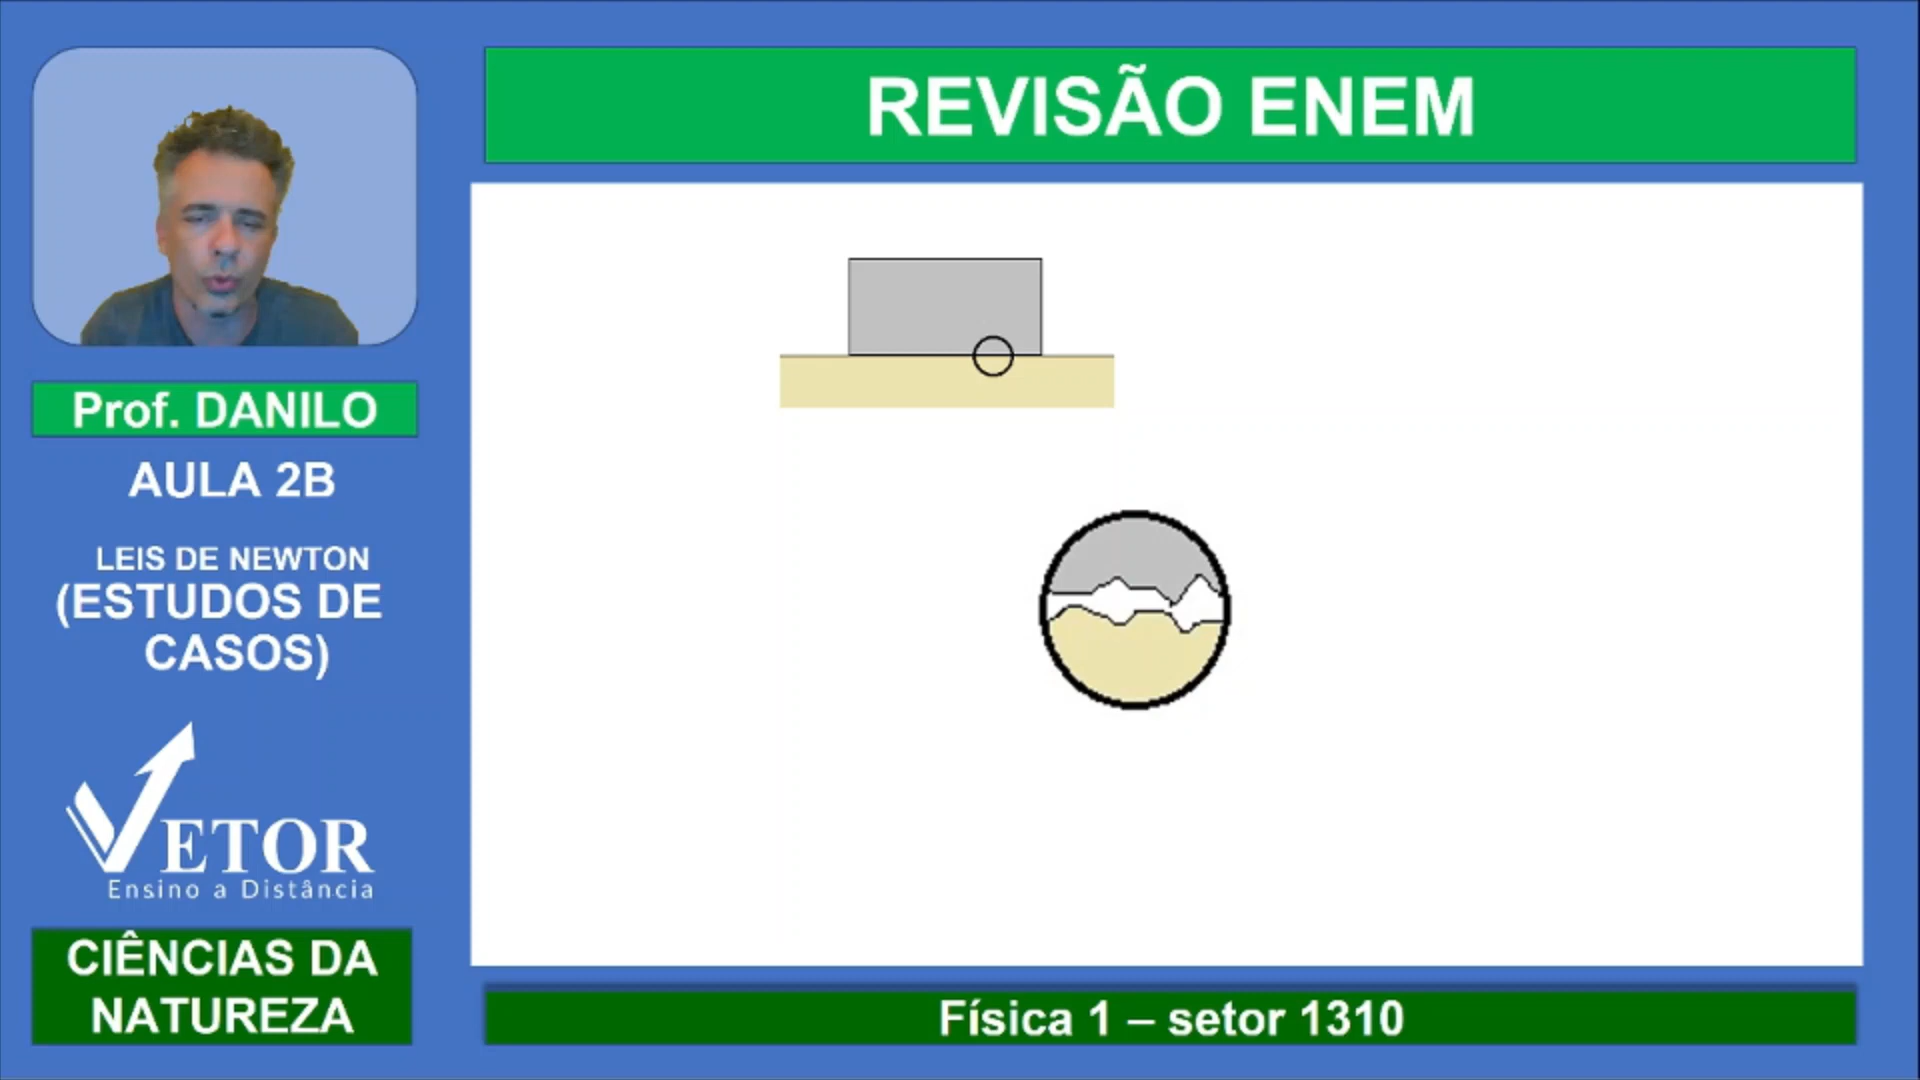 REVISÃO ENEM
Prof. DANILO
AULA 2B
LEIS DE NEWTON
(ESTUDOS DE
CASOS)
VETOR
Ensino a Distância
CIÊNCIAS DA
NATUREZA
Física 1 – setor 1310